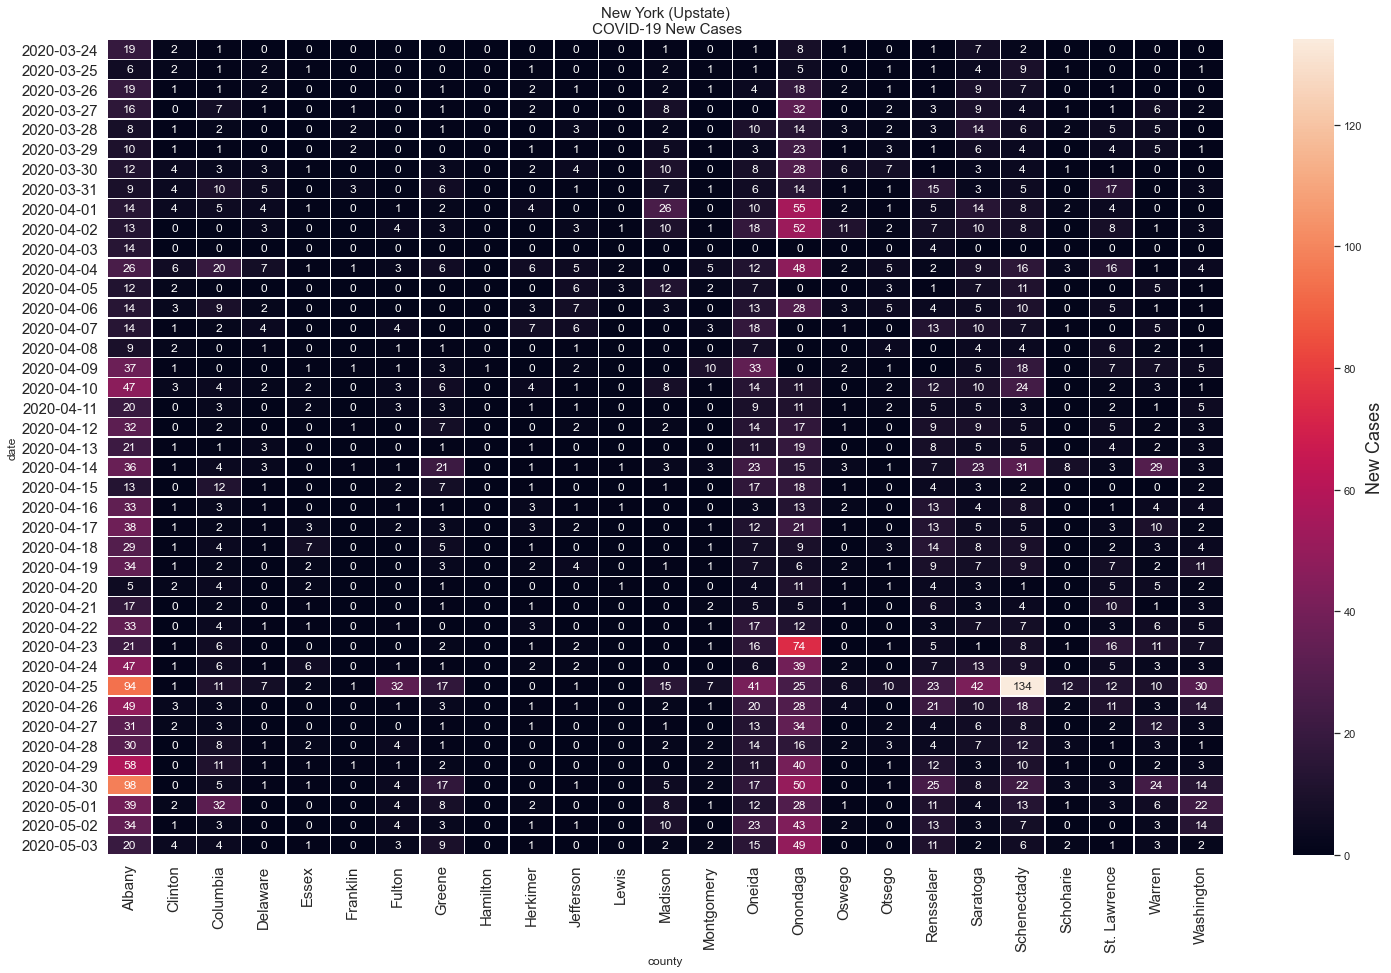 New York (Upstate)
COVID-19 New Cases
2020-03-24 19 2 1 0 0 0 0 0 0 0 0 0 1 0 1 8 1 0 1 7 2 0 0 0 0
2020-03-25 6 2 1 2 1 0 0 0 0 1 0 0 2 1 1 5 0 1 1 4 9 1 0 0 1
2020-03-26 19 1 1 2 0 0 0 1 0 2 1 0 2 1 4 18 2 1 1 9 7 0 1 0 0
2020-03-27 16 0 7 1 0 1 0 1 0 2 0 0 8 0 0 32 0 2 3 9 4 1 1 6 2
2020-03-28 8 1 2 0 0 2 0 1 0 0 3 0 2 0 10 14 3 2 3 14 6 2 5 5 0
2020-03-29 10 1 1 0 0 2 0 0 0 1 1 0 5 1 3 23 1 3 1 6 4 0 4 5 1
2020-03-30 12 4 3 3 1 0 0 3 0 2 4 0 10 0 8 28 6 7 1 3 4 1 1 0 0
2020-03-31 9 4 10 5 0 3 0 6 0 0 1 0 7 1 6 14 1 1 15 3 5 0 17 0 3
2020-04-01 14 4 5 4 1 0 1 2 0 4 0 0 26 0 10 55 2 1 5 14 8 2 4 0 0
2020-04-02 13 0 0 3 0 0 4 3 0 0 3 1 10 1 18 52 11 2 7 10 8 0 8 1 3
2020-04-03 14 0 0 0 0 0 0 0 0 0 0 0 0 0 0 0 0 0 4 0 0 0 0 0 0
2020-04-04 26 6 20 7 1 1 3 6 0 6 5 2 0 5 12 48 2 5 2 9 16 3 16 1 4
2020-04-05 12 2 0 0 0 0 0 0 0 0 6 3 12 2 7 0 0 3 1 7 11 0 0 5 1
2020-04-06 14 3 9 2 0 0 0 0 0 3 7 0 3 0 13 28 3 5 4 5 10 0 5 1 1
2020-04-07 14 1 2 4 0 0 4 0 0 7 6 0 0 3 18 0 1 0 13 10 7 1 0 5 0
2020-04-08 9 2 0 1 0 0 1 1 0 0 1 0 0 0 7 0 0 4 0 4 4 0 6 2 1
2020-04-09 37 1 0 0 1 1 1 3 1 0 2 0 0 10 33 0 2 1 0 5 18 0 7 7 5
2020-04-10 47 3 4 2 2 0 3 6 0 4 1 0 8 1 14 11 0 2 12 10 24 0 2 3 1
2020-04-11 20 0 3 0 2 0 3 3 0 1 1 0 0 0 9 11 1 2 5 5 3 0 2 1 5
2020-04-12 32 0 2 0 0 1 0 7 0 0 2 0 2 0 14 17 1 0 9 9 5 0 5 2 3
2020-04-13 21 1 1 3 0 0 0 1 0 1 0 0 0 0 11 19 0 0 8 5 5 0 4 2 3
2020-04-14 36 1 4 3 0 1 1 21 0 1 1 1 3 3 23 15 3 1 7 23 31 8 3 29 3
2020-04-15 13 0 12 1 0 0 2 7 0 1 0 0 1 0 17 18 1 0 4 3 2 0 0 0 2
2020-04-16 33 1 3 1 0 0 1 1 0 3 1 1 0 0 3 13 2 0 13 4 8 0 1 4 4
2020-04-17 38 1 2 1 3 0 2 3 0 3 2 0 0 1 12 21 1 0 13 5 5 0 3 10 2
2020-04-18 29 1 4 1 7 0 0 5 0 1 0 0 0 1 7 9 0 3 14 8 9 0 2 3 4
2020-04-19 34 1 2 0 2 0 0 3 0 2 4 0 1 1 7 6 2 1 9 7 9 0 7 2 11
2020-04-20 5 2 4 0 2 0 0 1 0 0 0 1 0 0 4 11 1 1 4 3 1 0 5 5 2
2020-04-21 17 0 2 0 1 0 0 1 0 1 0 0 0 2 5 5 1 0 6 3 4 0 10 1 3
2020-04-22 33 0 4 1 1 0 1 0 0 3 0 0 0 1 17 12 0 0 3 7 7 0 3 6 5
2020-04-23 21 1 6 0 0 0 0 2 0 1 2 0 0 1 16 74 0 1 5 1 8 1 16 11 7
2020-04-24 47 1 6 1 6 0 1 1 0 2 2 0 0 0 6 39 2 0 7 13 9 0 5 3 3
2020-04-25 94 1 11 7 2 1 32 17 0 0 1 0 15 7 41 25 6 10 23 42 134 12 12 10 30
2020-04-26 49 3 3 0 0 0 1 3 0 1 1 0 2 1 20 28 4 0 21 10 18 2 11 3 14
2020-04-27 31 2 3 0 0 0 0 1 0 1 0 0 1 0 13 34 0 2 4 6 8 0 2 12 3
2020-04-28 30 0 8 1 2 0 4 1 0 0 0 0 2 2 14 16 2 3 4 7 12 3 1 3 1
2020-04-29 58 0 11 1 1 1 2 1 0 1 0 0 0 2 11 40 0 1 12 3 10 1 0 2 3
2020-04-30 98 0 5 1 1 0 4 17 0 0 1 0 5 2 17 50 0 1 25 8 22 3 3 24 14
2020-05-01 39 2 32 0 0 0 4 8 0 2 0 0 8 1 12 28 1 0 11 4 13 1 3 6 22
2020-05-02 34 1 3 0 0 0 4 3 0 1 1 0 10 0 23 43 2 0 13 3 7 0 0 3 14
2020-05-03 20 4 4 0 1 0 3 9 0 1 0 0 2 2 15 49 0 0 11 2 6 2 1 3 2
date
Albany Clinton Columbia Delaware Essex Franklin Fulton Greene Hamilton Herkimer Jefferson Lewis Madison Montgomery Oneida Onondaga Oswego Otsego Rensselaer Saratoga Schenectady Schoharie St. Lawrence Warren Washington
county
120
100
80
60
40
20
0
New Cases